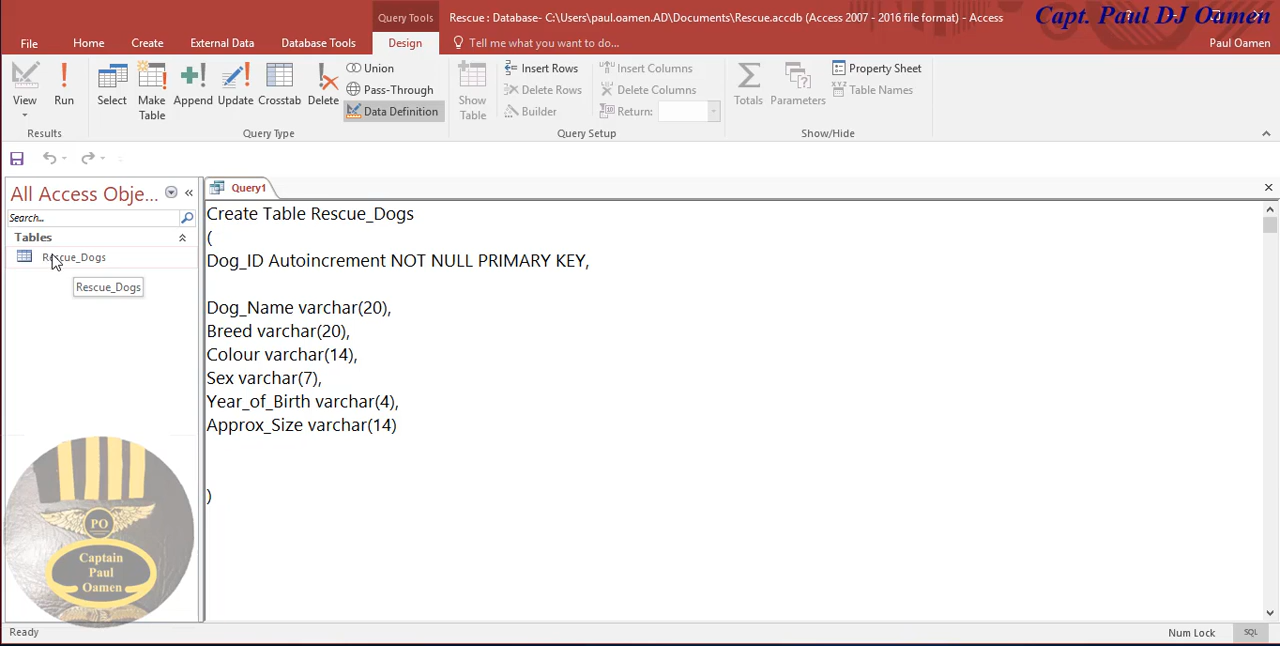 Query Tools
Rescue : Database- C:\Users\paul.oamen.AD\Documents\Rescue.accdb (Access 2007 - 2016 file format) - Access
Capt. Paul DJ Oamen
File Home Create External Data Database Tools Design Tell me what you want to do... Paul Oamen
View Run Select Make Table Append Update Crosstab Delete
Union
Pass-Through
Data Definition
Show Table
Insert Rows
Delete Rows
Builder
Insert Columns
Delete Columns
Return:
Totals Parameters
Property Sheet
Table Names
Results Query Type Query Setup Show/Hide
All Access Obje...
Search...
Tables
Rescue_Dogs
Rescue_Dogs
Query1
Create Table Rescue_Dogs
(
Dog_ID Autoincrement NOT NULL PRIMARY KEY,
Dog_Name varchar(20),
Breed varchar(20),
Colour varchar(14),
Sex varchar(7),
Year_of_Birth varchar(4),
Approx_Size varchar(14)
)
PO
Captain
Paul
Oamen
Ready Num Lock SQL